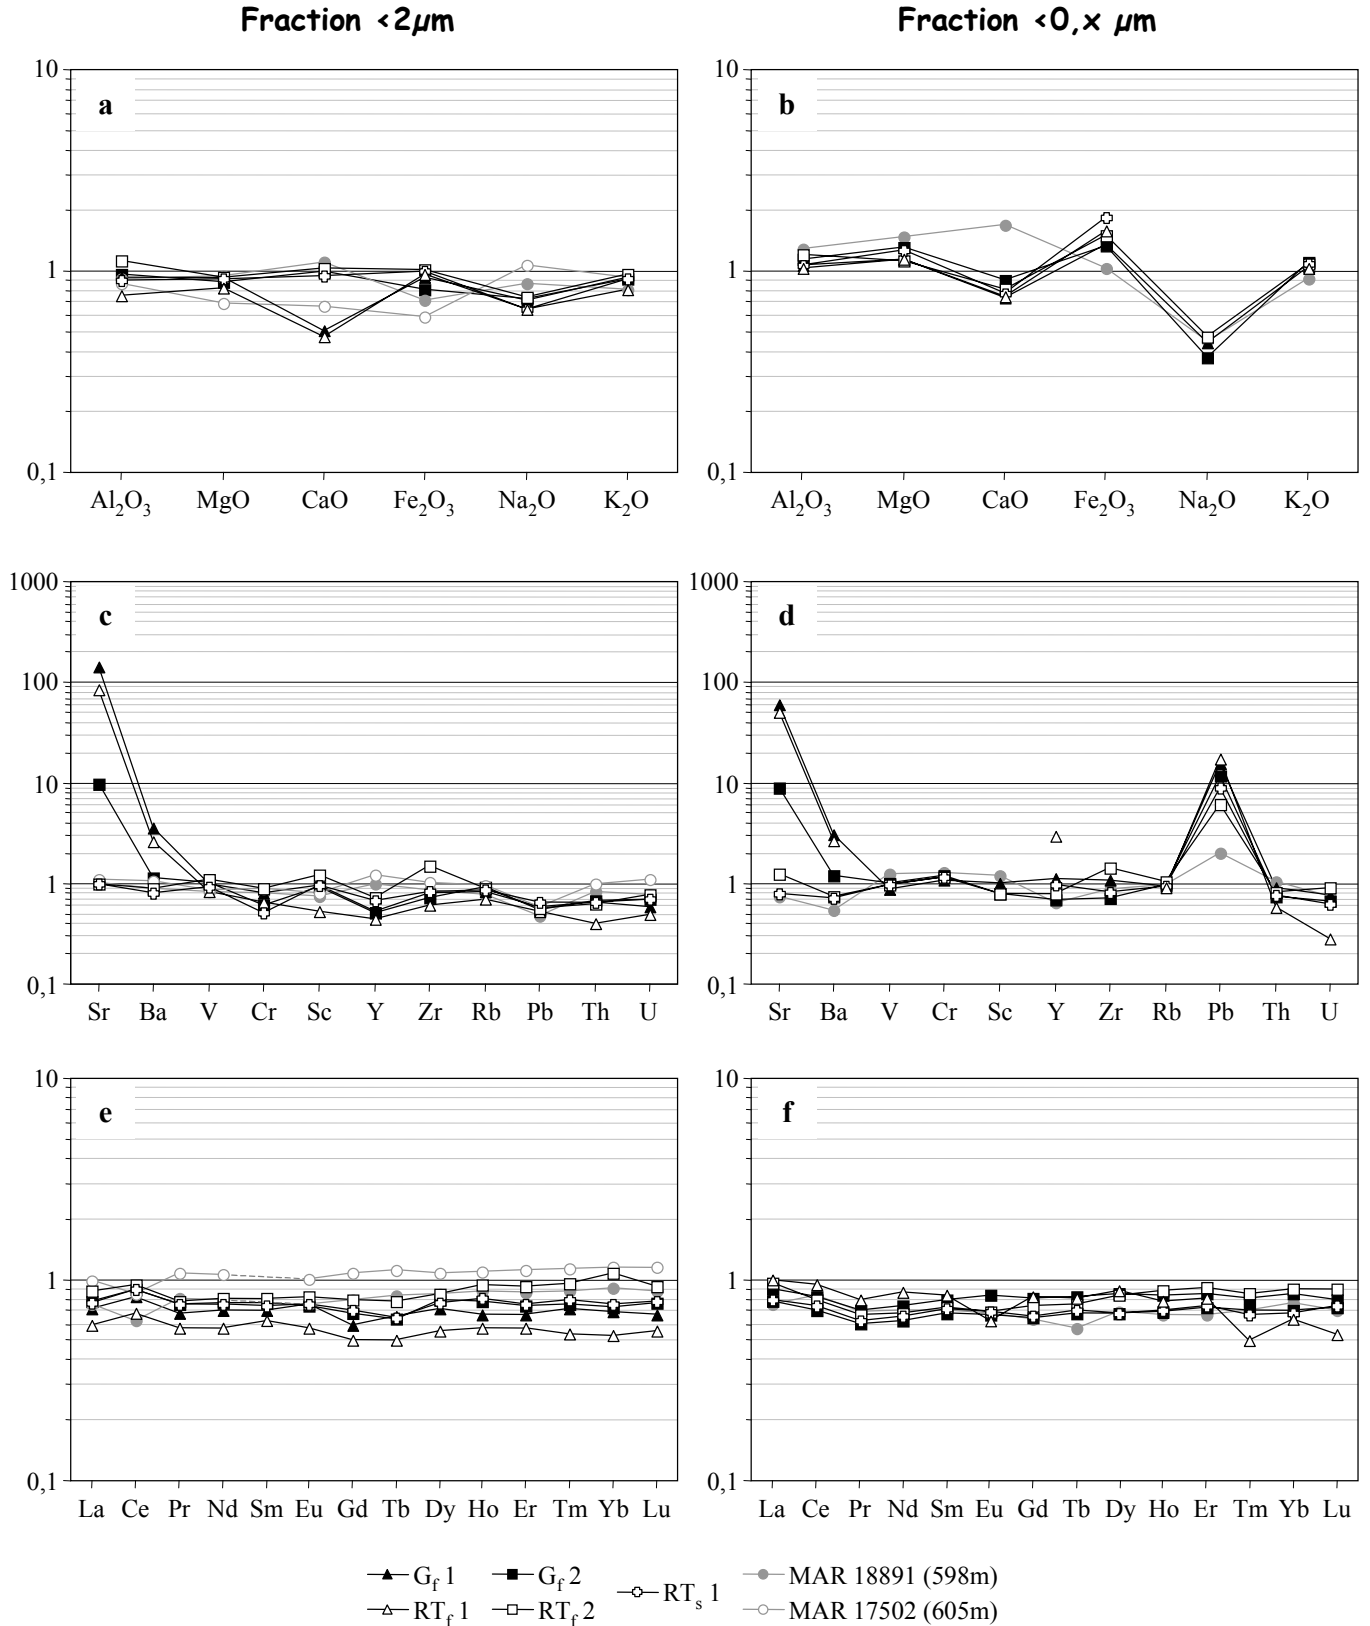 Fraction <2µm
Fraction <0,x µm
10
a
1
0,1
Al₂O₃ MgO CaO Fe₂O₃ Na₂O K₂O
10
b
1
0,1
Al₂O₃ MgO CaO Fe₂O₃ Na₂O K₂O
1000
c
100
10
1
0,1
Sr Ba V Cr Sc Y Zr Rb Pb Th U
1000
d
100
10
1
0,1
Sr Ba V Cr Sc Y Zr Rb Pb Th U
10
e
1
0,1
La Ce Pr Nd Sm Eu Gd Tb Dy Ho Er Tm Yb Lu
10
f
1
0,1
La Ce Pr Nd Sm Eu Gd Tb Dy Ho Er Tm Yb Lu
G_f 1
G_f 2
RT_s 1
MAR 18891 (598m)
RT_f 1
RT_f 2
MAR 17502 (605m)